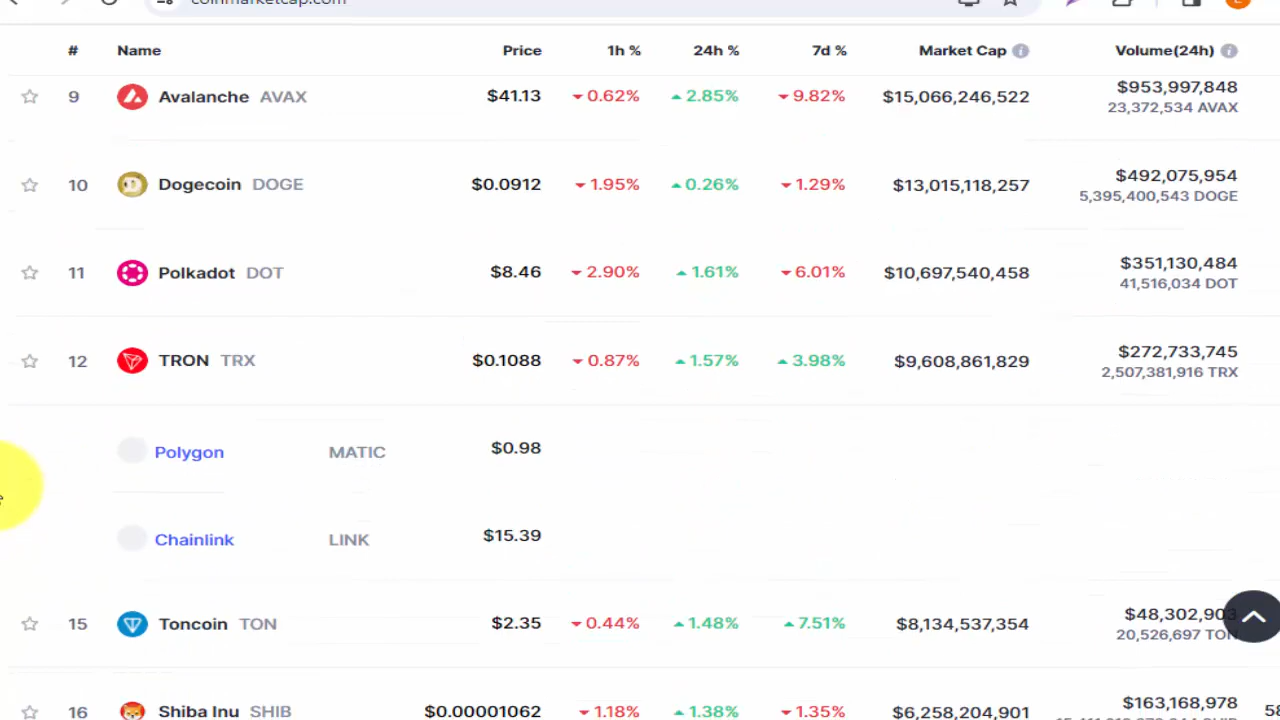 coinmarketcap.com
# Name Price 1h % 24h % 7d % Market Cap Volume(24h)
9 Avalanche AVAX $41.13 0.62% 2.85% 9.82% $15,066,246,522 $953,997,848
23,372,534 AVAX
10 Dogecoin DOGE $0.0912 1.95% 0.26% 1.29% $13,015,118,257 $492,075,954
5,395,400,543 DOGE
11 Polkadot DOT $8.46 2.90% 1.61% 6.01% $10,697,540,458 $351,130,484
41,516,034 DOT
12 TRON TRX $0.1088 0.87% 1.57% 3.98% $9,608,861,829 $272,733,745
2,507,381,916 TRX
Polygon MATIC $0.98
Chainlink LINK $15.39
15 Toncoin TON $2.35 0.44% 1.48% 7.51% $8,134,537,354 $48,302,903
20,526,697 TON
16 Shiba Inu SHIB $0.00001062 1.18% 1.38% 1.35% $6,258,204,901 $163,168,978